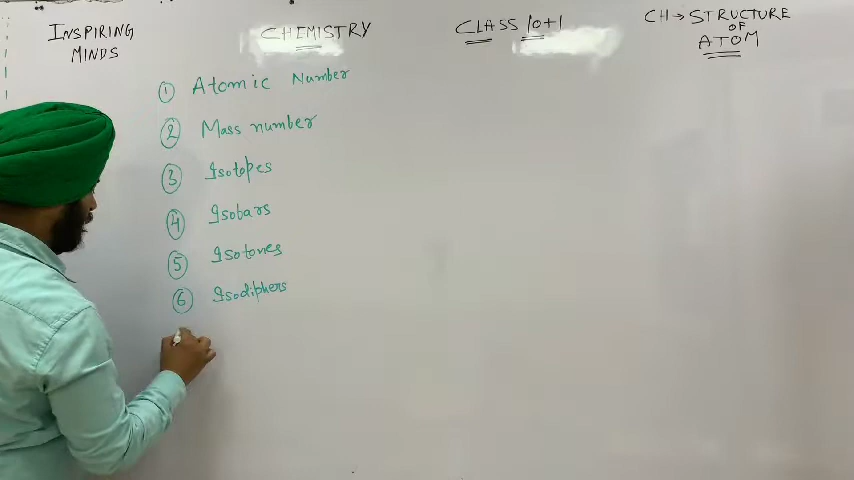 INSPIRING
MINDS
CHEMISTRY
CLASS 10+1
CH → STRUCTURE
OF
ATOM
① Atomic Number
② Mass number
③ Isotopes
④ Isobars
⑤ Isotones
⑥ Isodiphers